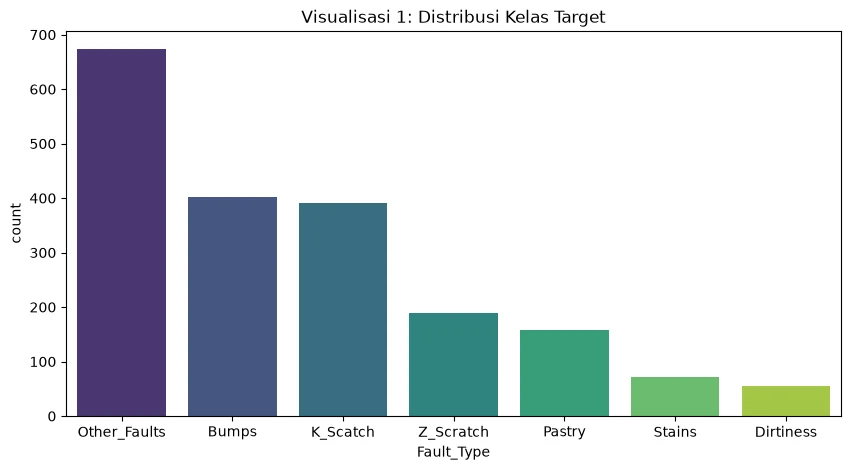 Visualisasi 1: Distribusi Kelas Target
700
600
500
400
300
200
100
0
count
Other_Faults Bumps K_Scatch Z_Scratch Pastry Stains Dirtiness
Fault_Type